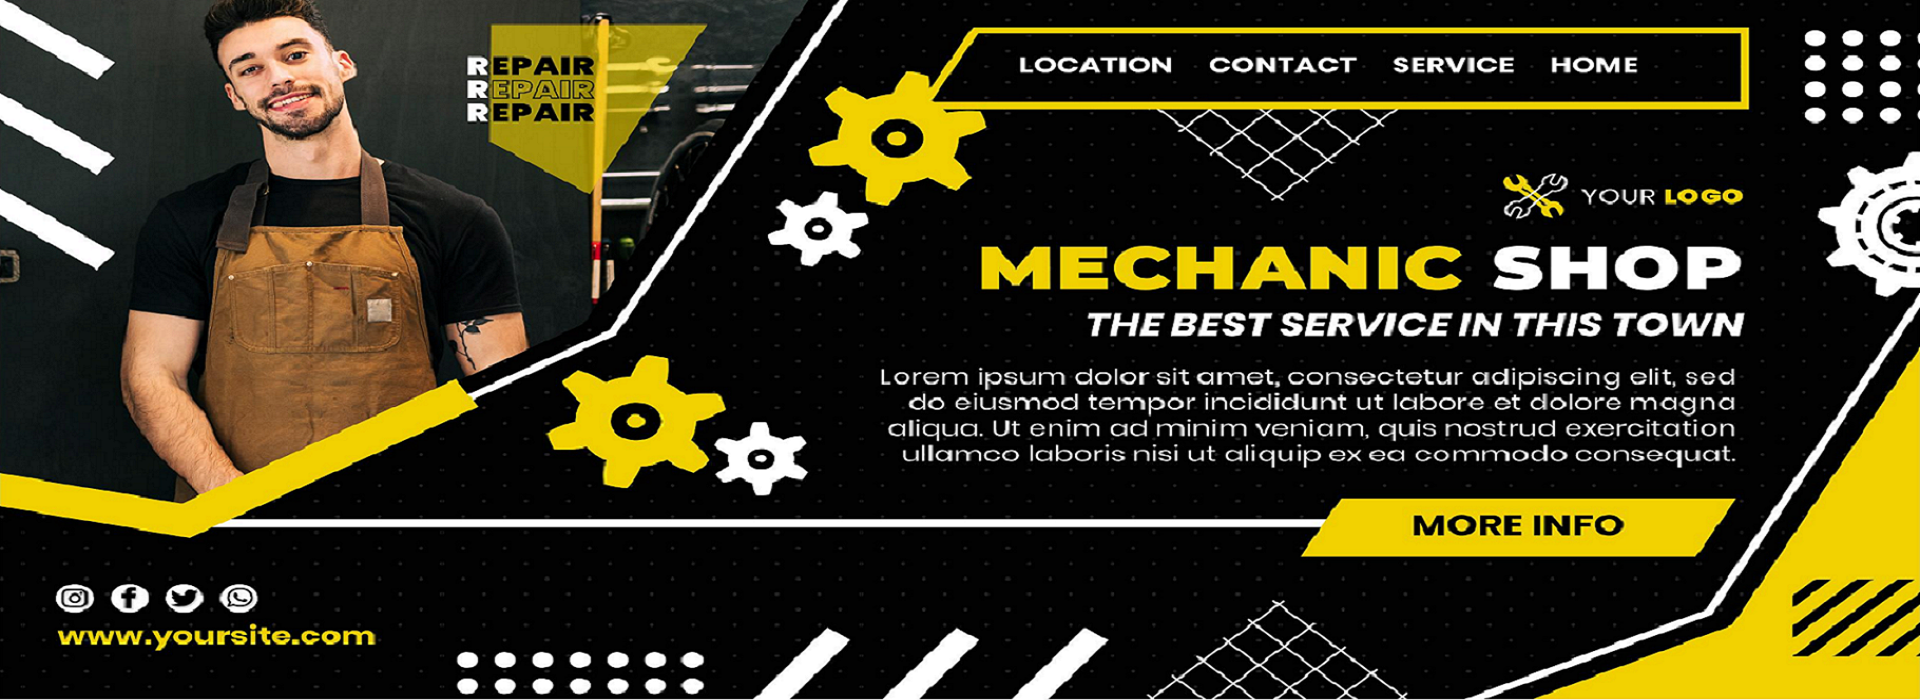 REPAIR
REPAIR
REPAIR
LOCATION CONTACT SERVICE HOME
YOUR LOGO
MECHANIC SHOP
THE BEST SERVICE IN THIS TOWN
Lorem ipsum dolor sit amet, consectetur adipiscing elit, sed
do eiusmod tempor incididunt ut labore et dolore magna
aliqua. Ut enim ad minim veniam, quis nostrud exercitation
ullamco laboris nisi ut aliquip ex ea commodo consequat.
MORE INFO
www.yoursite.com